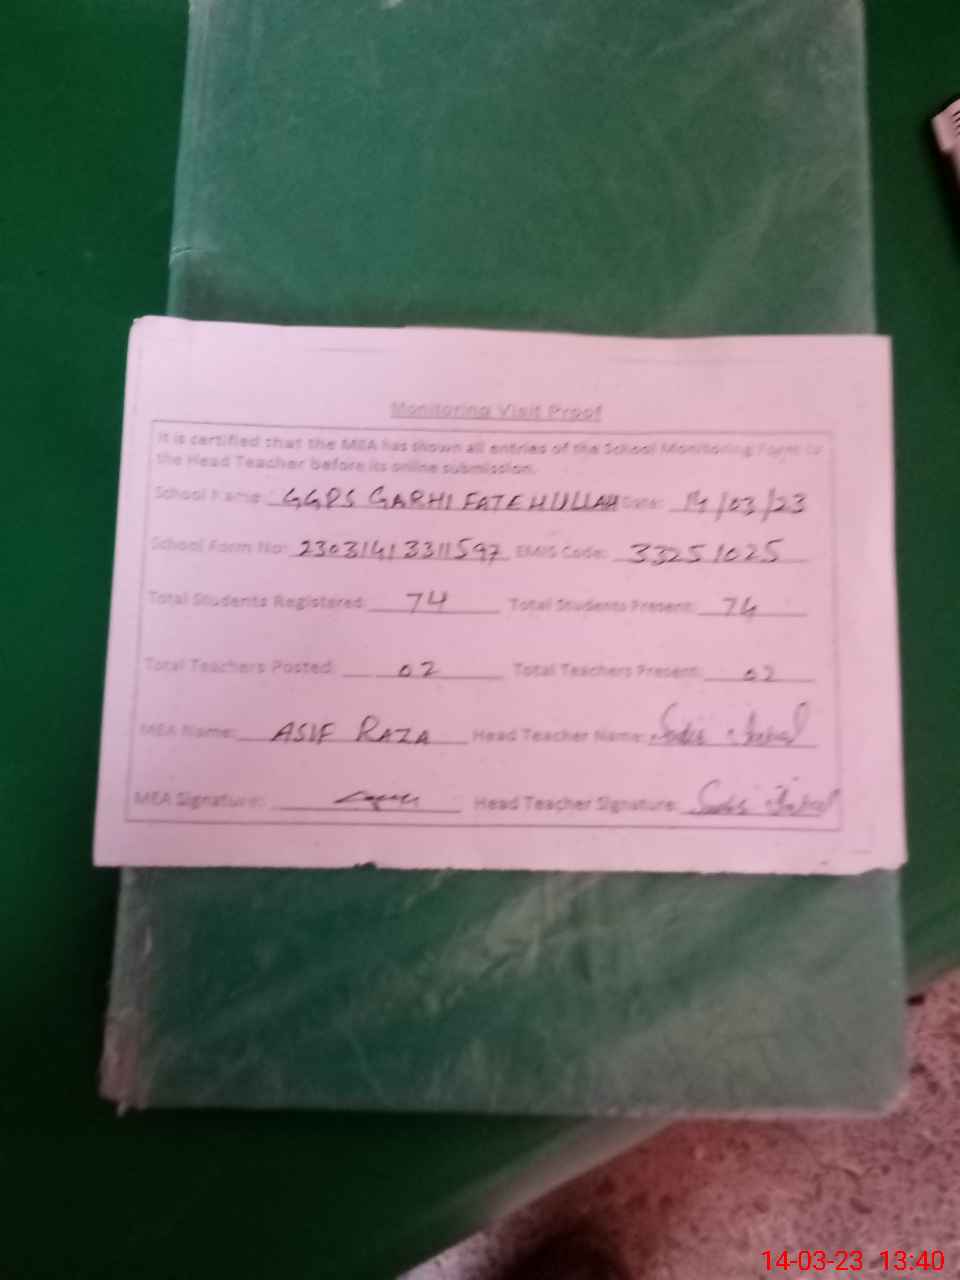 Monitoring Visit Proof
It is certified that the MEA has shown all entries of the School Monitoring Form to
the Head Teacher before its online submission.
School Name: GGPS GARHI FATEHULLAH Date: 14/03/23
School Form No: 23031413311597 EMIS Code: 33251025
Total Students Registered: 74 Total Students Present: 74
Total Teachers Posted: 02 Total Teachers Present: 02
MEA Name: ASIF RAZA Head Teacher Name:
MEA Signature: Head Teacher Signature:
14-03-23 13:40